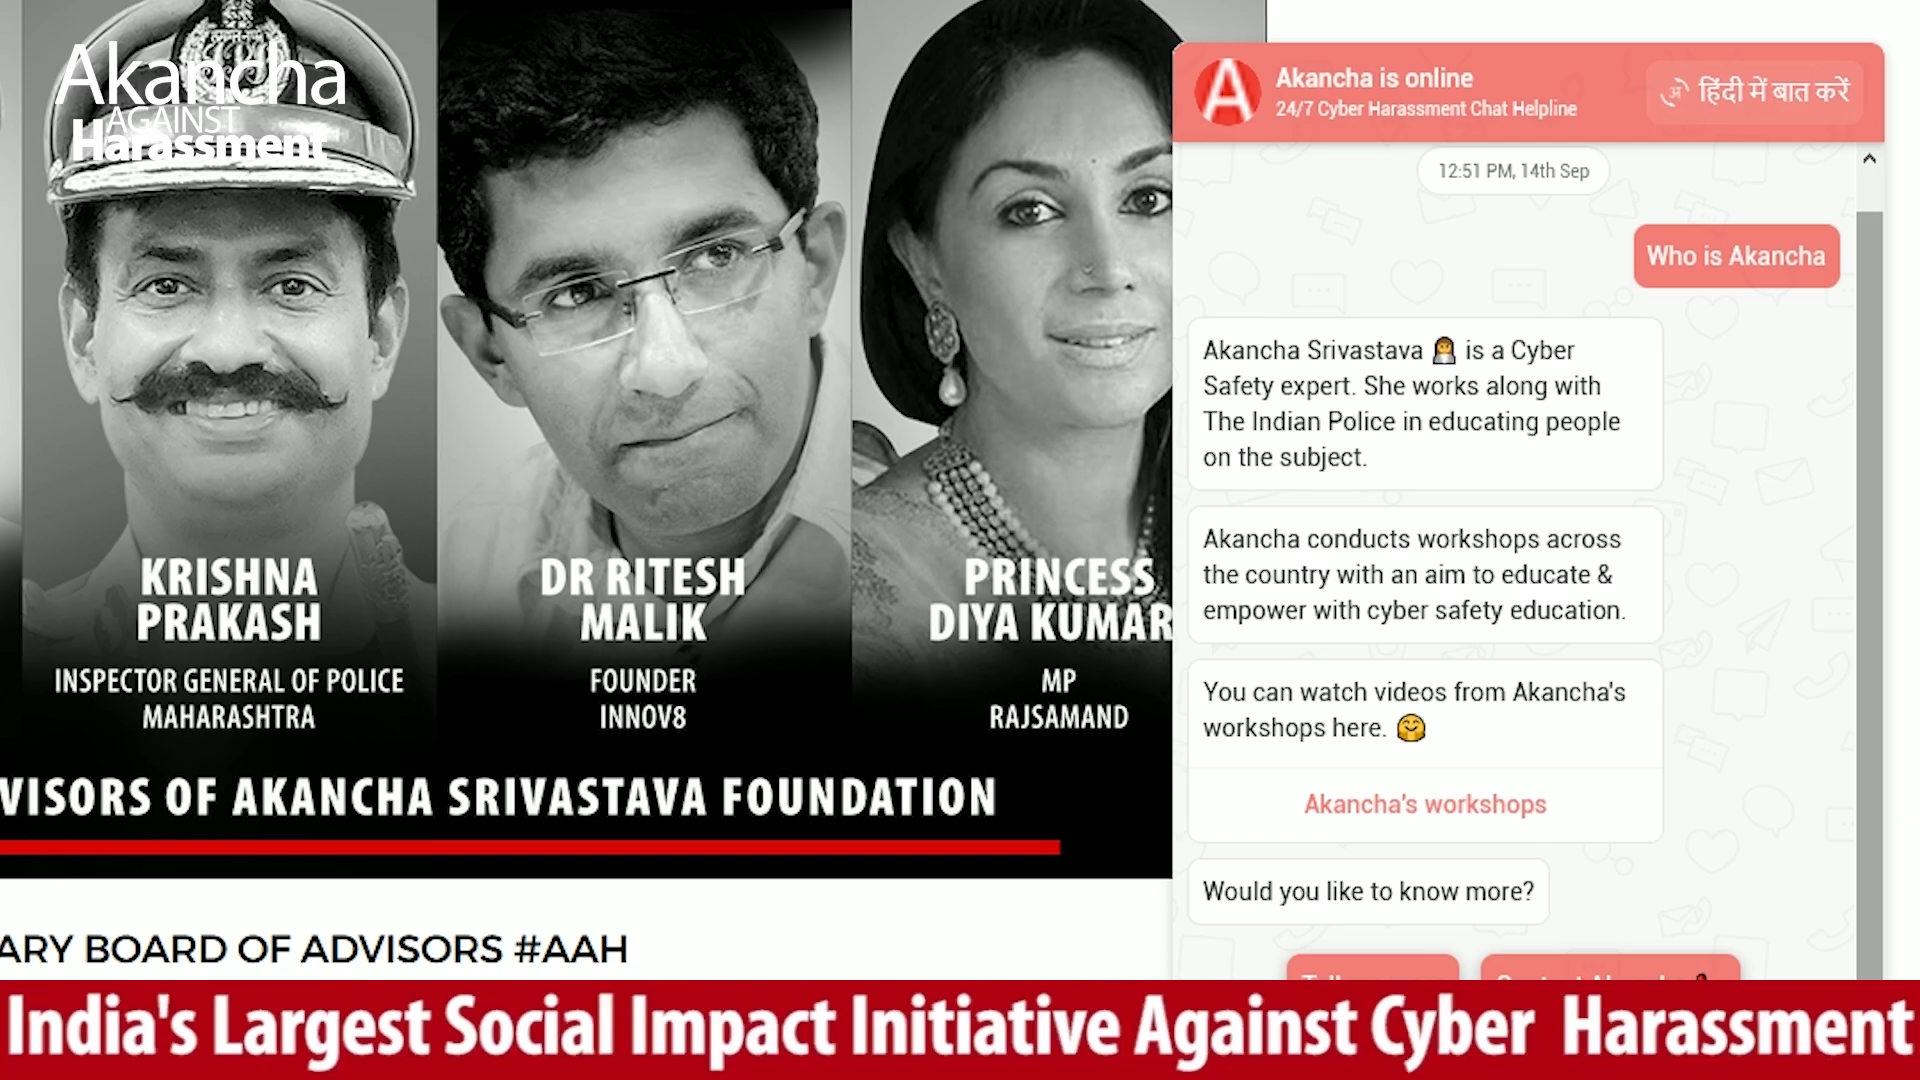 Akancha
AGAINST
Harassment
KRISHNA
PRAKASH
INSPECTOR GENERAL OF POLICE
MAHARASHTRA
DR RITESH
MALIK
FOUNDER
INNOV8
PRINCESS
DIYA KUMAR
MP
RAJSAMAND
VISORS OF AKANCHA SRIVASTAVA FOUNDATION
ARY BOARD OF ADVISORS #AAH
A
Akancha is online
24/7 Cyber Harassment Chat Helpline
अ
हिंदी में बात करें
12:51 PM, 14th Sep
Who is Akancha
Akancha Srivastava 👩‍💻 is a Cyber
Safety expert. She works along with
The Indian Police in educating people
on the subject.
Akancha conducts workshops across
the country with an aim to educate &
empower with cyber safety education.
You can watch videos from Akancha's
workshops here. 🤗
Akancha's workshops
Would you like to know more?
India's Largest Social Impact Initiative Against Cyber Harassment